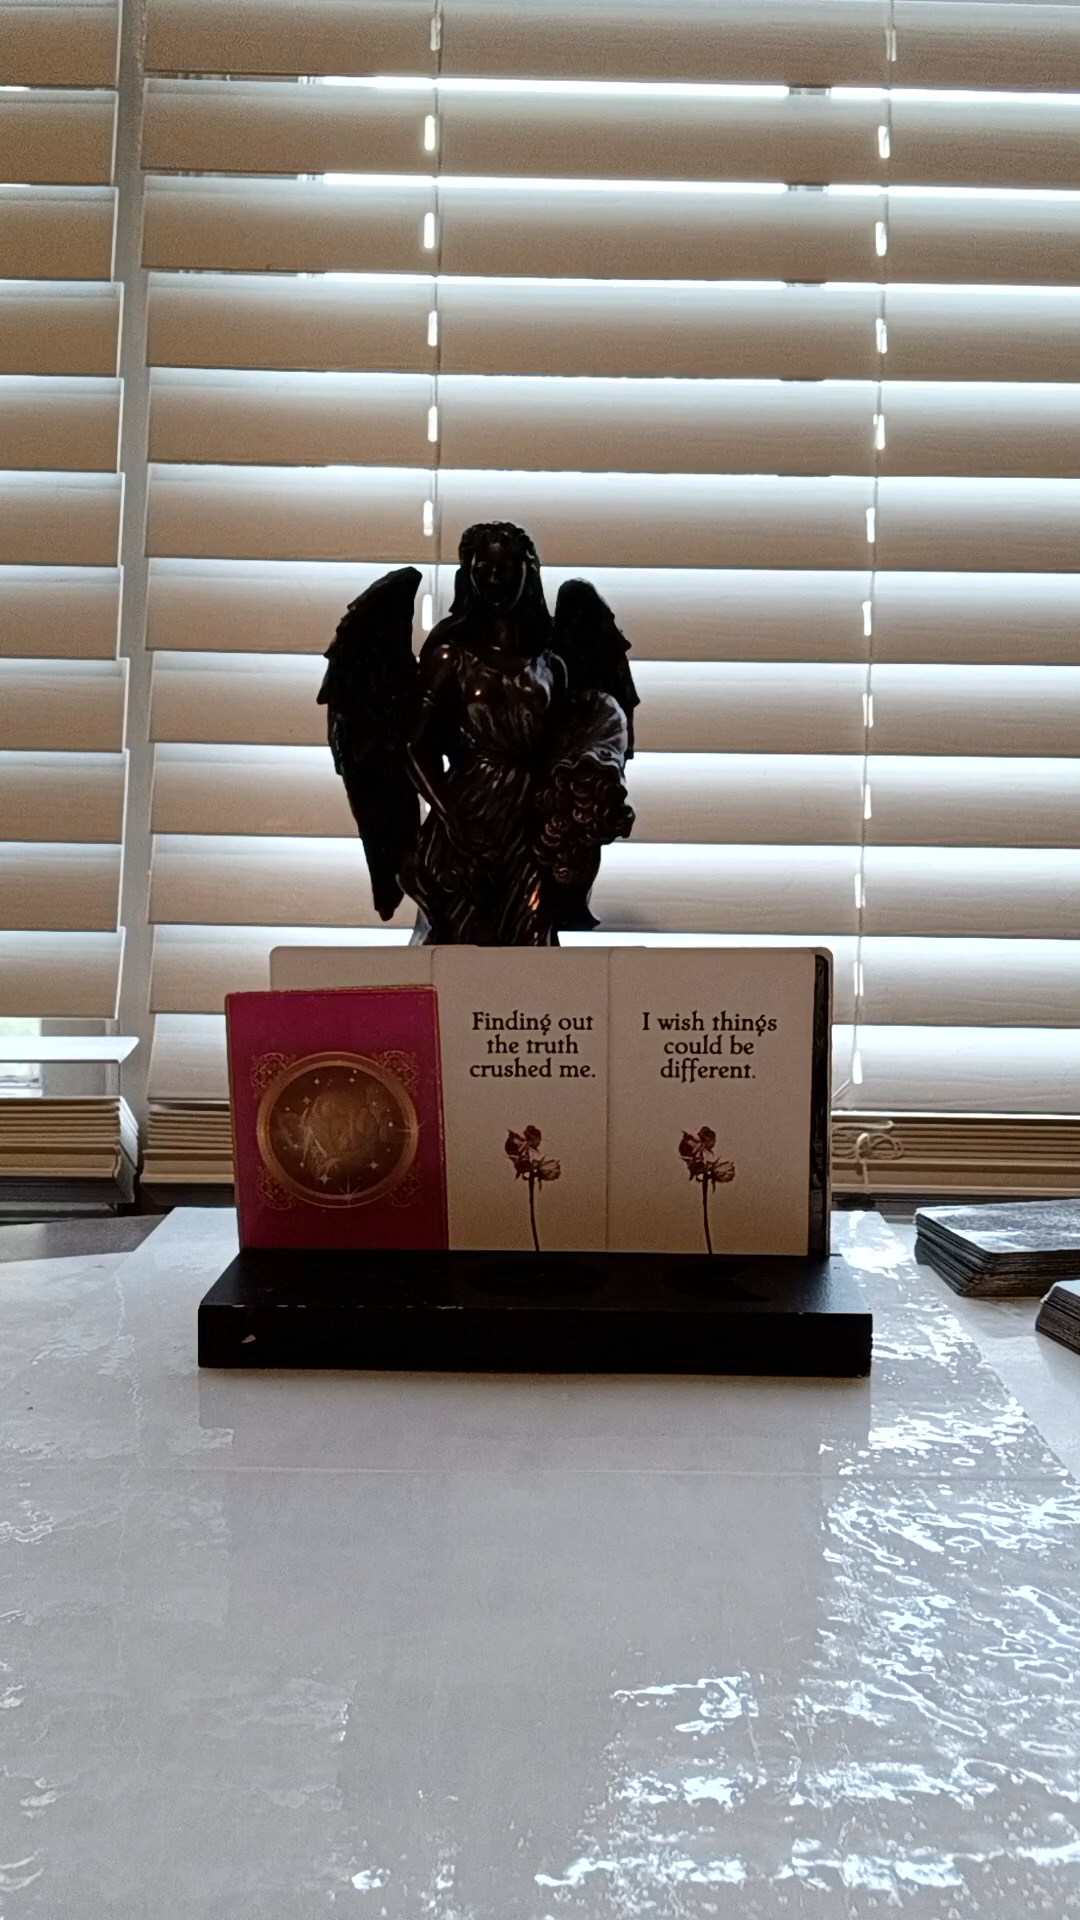 Finding out
the truth
crushed me.
I wish things
could be
different.